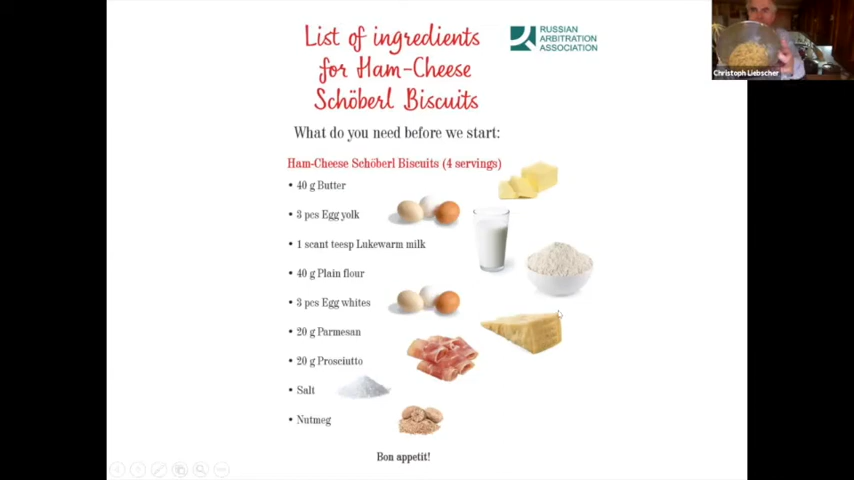 List of ingredients
for Ham-Cheese
Schöberl Biscuits
RUSSIAN
ARBITRATION
ASSOCIATION
Christoph Liebscher
What do you need before we start:
Ham-Cheese Schöberl Biscuits (4 servings)
• 40 g Butter
• 3 pcs Egg yolk
• 1 scant teesp Lukewarm milk
• 40 g Plain flour
• 3 pcs Egg whites
• 20 g Parmesan
• 20 g Prosciutto
• Salt
• Nutmeg
Bon appetit!